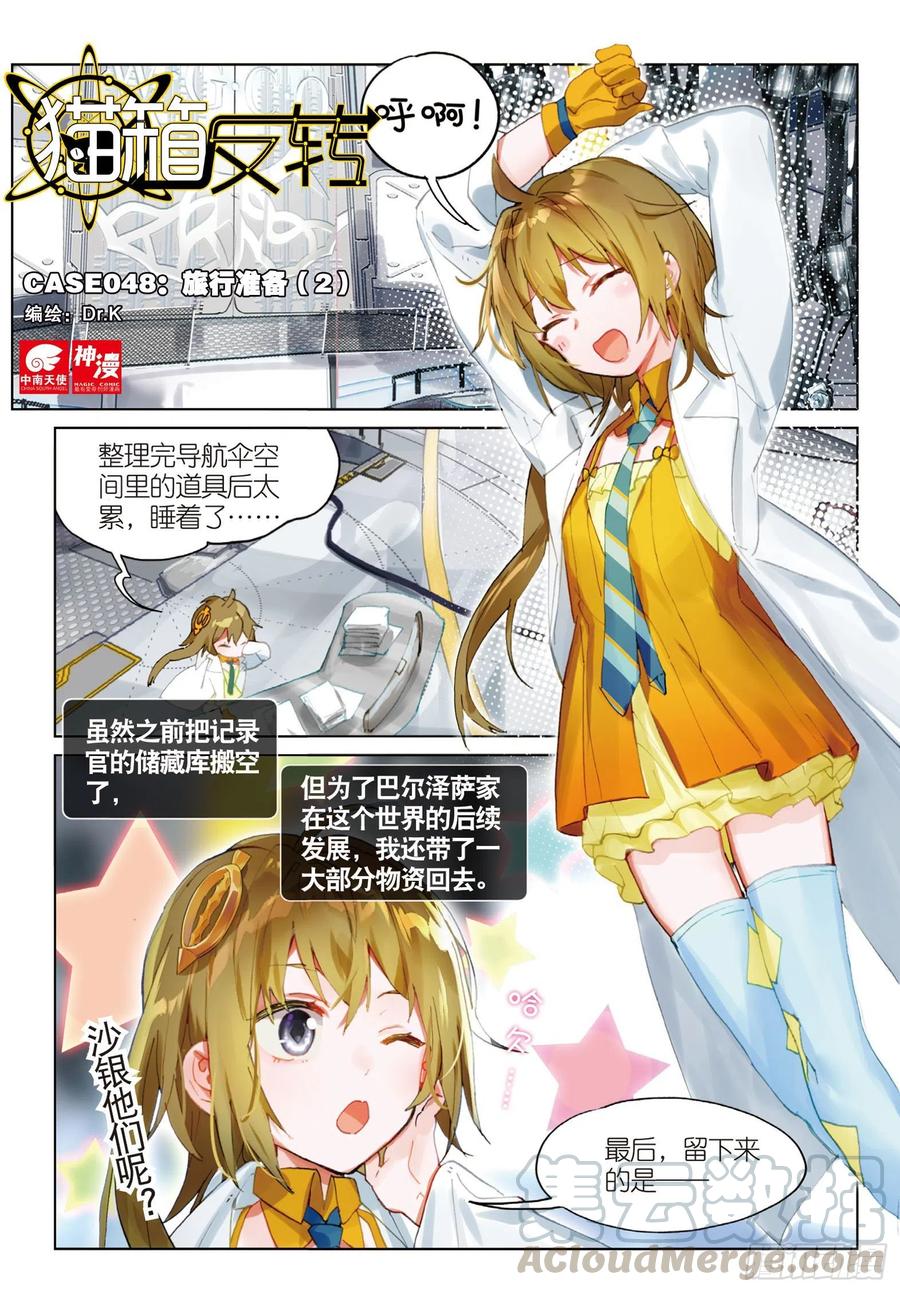 猫箱反转
呼啊！
CASE048：旅行准备（2）
编绘：Dr.K
中南天使
CHINA SOUTH ANGEL
神漫
MAGIC COMIC
整理完导航伞空
间里的道具后太
累，睡着了……
虽然之前把记录
官的储藏库搬空
了，
但为了巴尔泽萨家
在这个世界的后续
发展，我还带了一
大部分物资回去。
哈欠……
沙银他们呢？
最后，留下来
的是——
集云数据
ACloudMerge.com